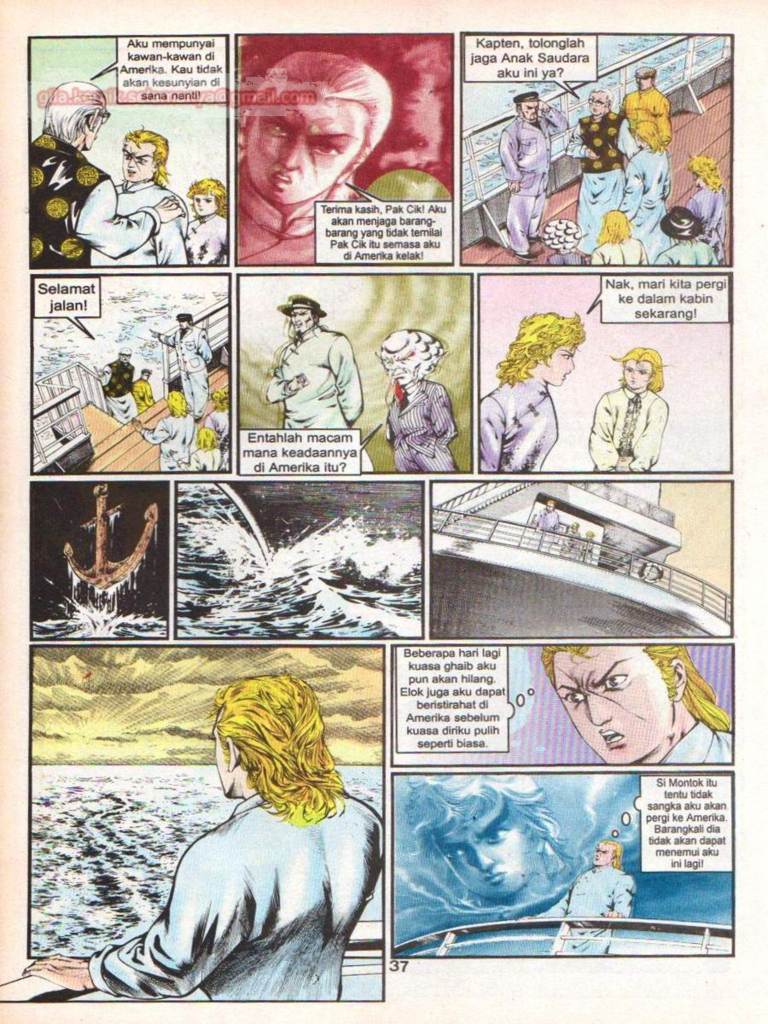 Aku mempunyai
kawan-kawan di
Amerika. Kau tidak
akan kesunyian di
sana nanti!
Terima kasih, Pak Cik! Aku
akan menjaga barang-
barang yang tidak ternilai
Pak Cik itu semasa aku
di Amerika kelak!
Kapten, tolonglah
jaga Anak Saudara
aku ini ya?
Selamat
jalan!
Entahlah macam
mana keadaannya
di Amerika itu?
Nak, mari kita pergi
ke dalam kabin
sekarang!
Beberapa hari lagi
kuasa ghaib aku
pun akan hilang.
Elok juga aku dapat
beristirahat di
Amerika sebelum
kuasa diriku pulih
seperti biasa.
Si Montok itu
tentu tidak
sangka aku akan
pergi ke Amerika.
Barangkali dia
tidak akan dapat
menemui aku
ini lagi!
37